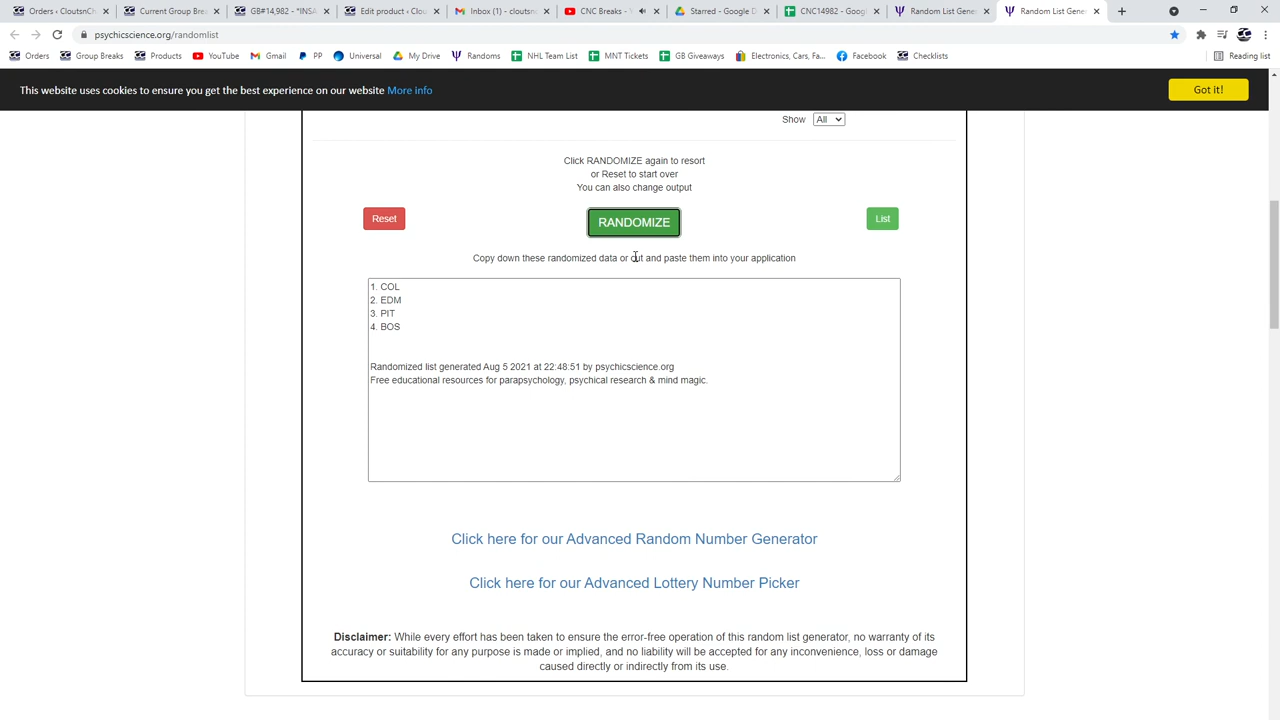 Orders ‹ CloutsnCh
Current Group Brea
GB#14,982 - *INSA
Edit product ‹ Clou
Inbox (1) - cloutsno
CNC Breaks - Y
Starred - Google D
CNC14982 - Googl
Random List Gene
Random List Gene
psychicscience.org/randomlist
Orders
Group Breaks
Products
YouTube
Gmail
PP
Universal
My Drive
Randoms
NHL Team List
MNT Tickets
GB Giveaways
Electronics, Cars, Fa...
Facebook
Checklists
Reading list
This website uses cookies to ensure you get the best experience on our website More info
Got it!
Show All
Click RANDOMIZE again to resort
or Reset to start over
You can also change output
Reset
RANDOMIZE
List
Copy down these randomized data or cut and paste them into your application
1. COL
2. EDM
3. PIT
4. BOS
Randomized list generated Aug 5 2021 at 22:48:51 by psychicscience.org
Free educational resources for parapsychology, psychical research & mind magic.
Click here for our Advanced Random Number Generator
Click here for our Advanced Lottery Number Picker
Disclaimer: While every effort has been taken to ensure the error-free operation of this random list generator, no warranty of its
accuracy or suitability for any purpose is made or implied, and no liability will be accepted for any inconvenience, loss or damage
caused directly or indirectly from its use.